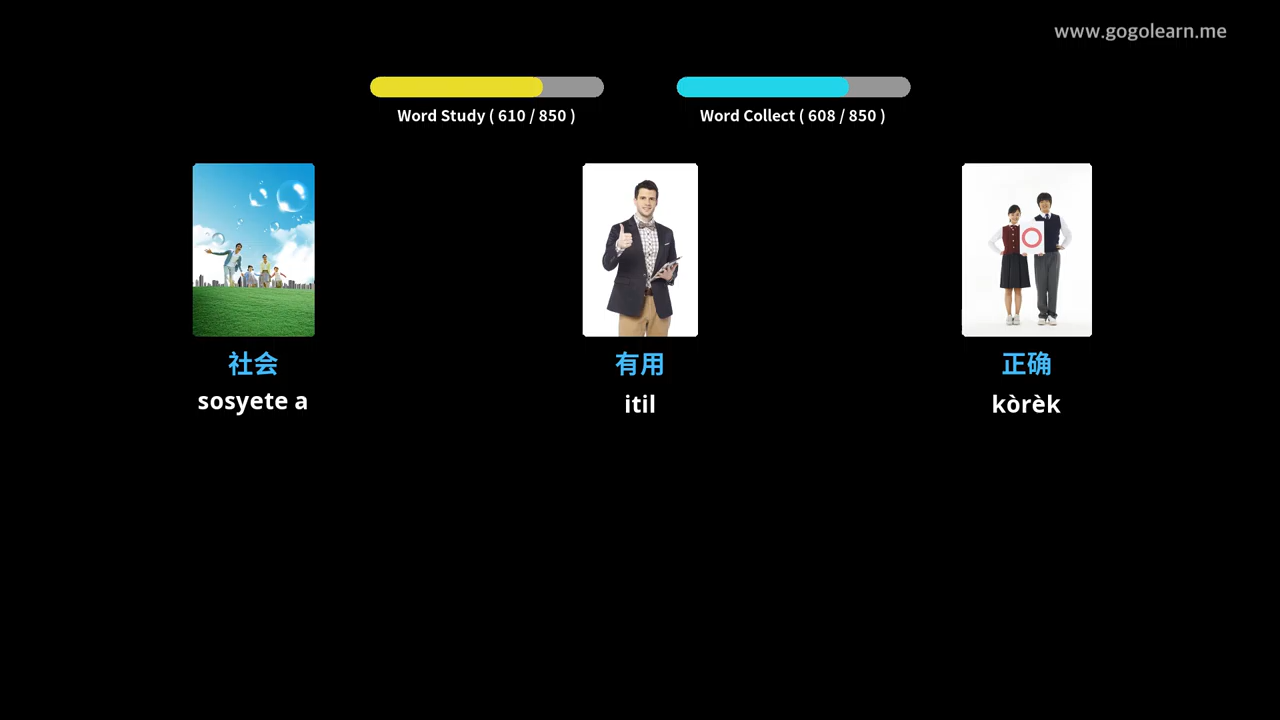 www.gogolearn.me
Word Study ( 610 / 850 )
Word Collect ( 608 / 850 )
社会
有用
正确
sosyete a
itil
kòrèk